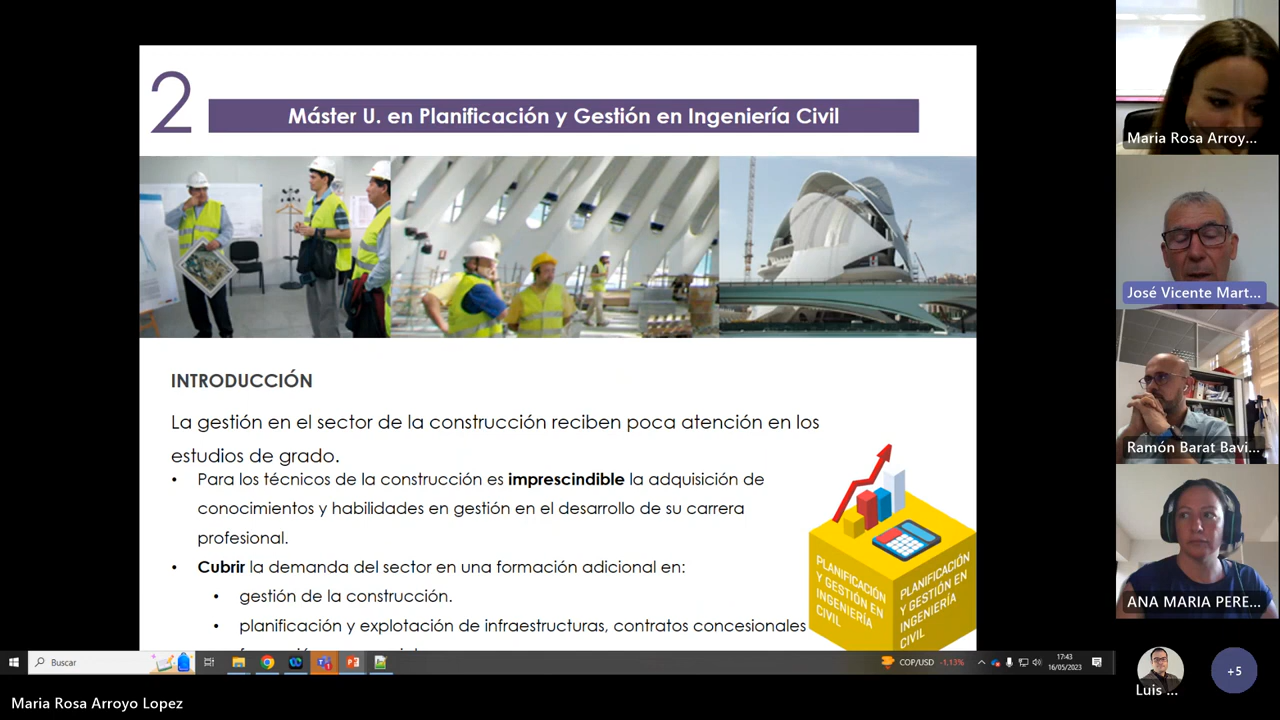 2
Máster U. en Planificación y Gestión en Ingeniería Civil
INTRODUCCIÓN
La gestión en el sector de la construcción reciben poca atención en los
estudios de grado.
• Para los técnicos de la construcción es imprescindible la adquisición de
conocimientos y habilidades en gestión en el desarrollo de su carrera
profesional.
• Cubrir la demanda del sector en una formación adicional en:
• gestión de la construcción.
• planificación y explotación de infraestructuras, contratos concesionales
PLANIFICACIÓN
Y GESTIÓN EN
INGENIERÍA
CIVIL
PLANIFICACIÓN
Y GESTIÓN EN
INGENIERÍA
CIVIL
Maria Rosa Arroy...
José Vicente Mart...
Ramón Barat Bavi...
ANA MARIA PERE...
Luis ...
+5
Buscar
COP/USD -1.13%
17:43
16/05/2023
Maria Rosa Arroyo Lopez